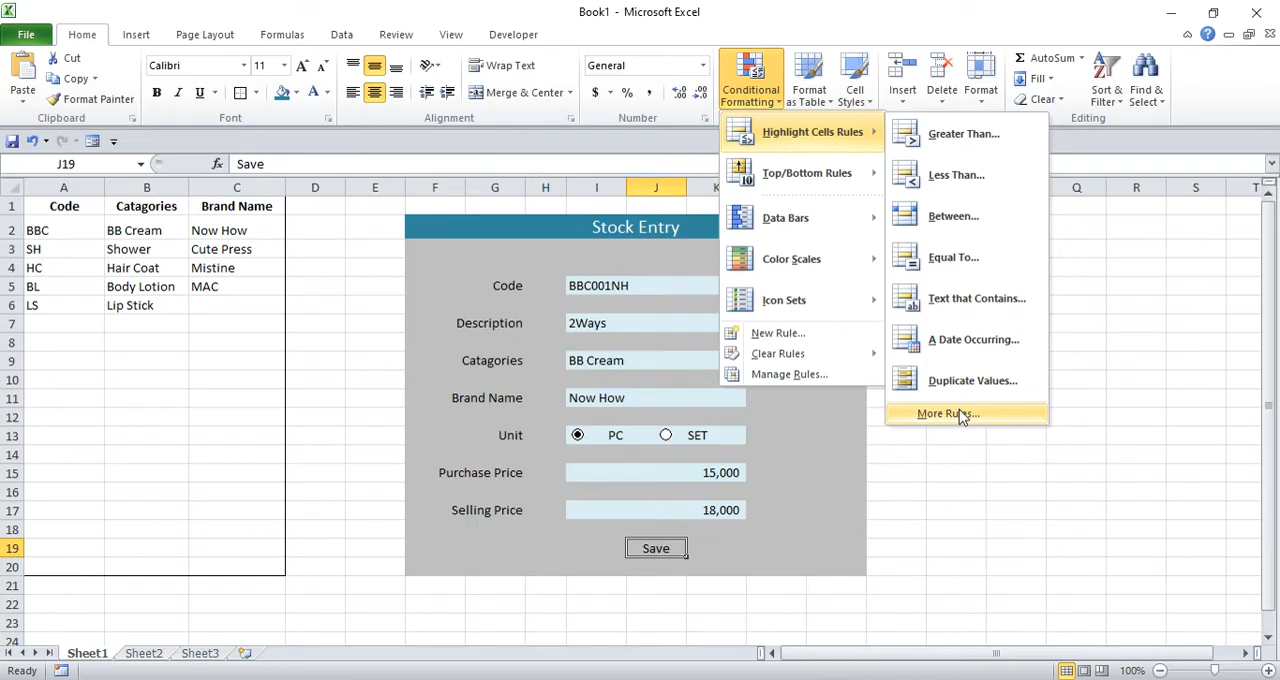 Book1 - Microsoft Excel
File Home Insert Page Layout Formulas Data Review View Developer
Paste
Cut
Copy
Format Painter
Clipboard
Calibri 11
B I U
Font
Wrap Text
Merge & Center
Alignment
General
$ % ,
Number
Conditional
Formatting
Format
as Table
Cell
Styles
Insert
Delete
Format
Σ AutoSum
Fill
Clear
Sort &
Filter
Find &
Select
Editing
J19 fx Save
Highlight Cells Rules
Top/Bottom Rules
Data Bars
Color Scales
Icon Sets
New Rule...
Clear Rules
Manage Rules...
Greater Than...
Less Than...
Between...
Equal To...
Text that Contains...
A Date Occurring...
Duplicate Values...
More Rules...
A B C D E F G H I J K Q R S T
1 Code Catagories Brand Name
2 BBC BB Cream Now How
3 SH Shower Cute Press
4 HC Hair Coat Mistine
5 BL Body Lotion MAC
6 LS Lip Stick
7
8
9
10
11
12
13
14
15
16
17
18
19
20
21
22
23
24
Stock Entry
Code BBC001NH
Description 2Ways
Catagories BB Cream
Brand Name Now How
Unit PC SET
Purchase Price 15,000
Selling Price 18,000
Save
Sheet1 Sheet2 Sheet3
Ready 100%